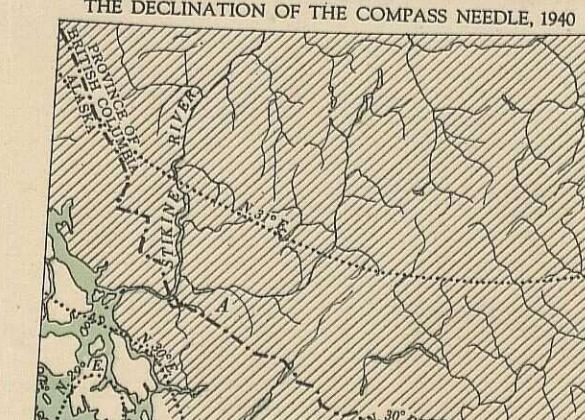 THE DECLINATION OF THE COMPASS NEEDLE, 1940
PROVINCE OF
BRITISH COLUMBIA
ALASKA
STIKINE RIVER
N. 31° E.
A
N. 30° E.
N. 29° E.
30°